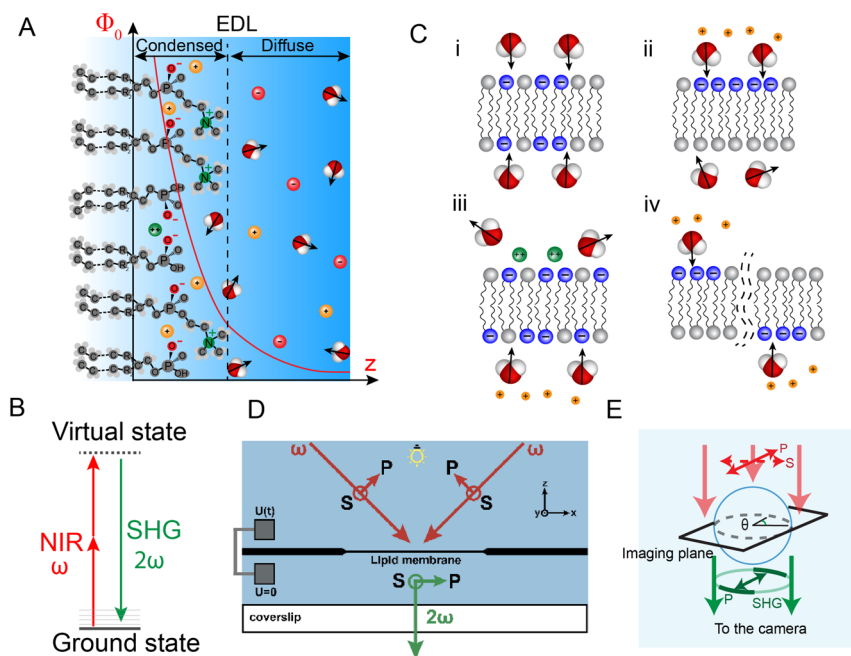 A
EDL
Φ0
Condensed
Diffuse
z
B
Virtual state
NIR
ω
SHG
2ω
Ground state
C
i
ii
iii
iv
D
ω
ω
P
S
P
S
U(t)
z
y
x
Lipid membrane
U=0
S
P
coverslip
2ω
E
P
S
θ
Imaging plane
P
SHG
To the camera